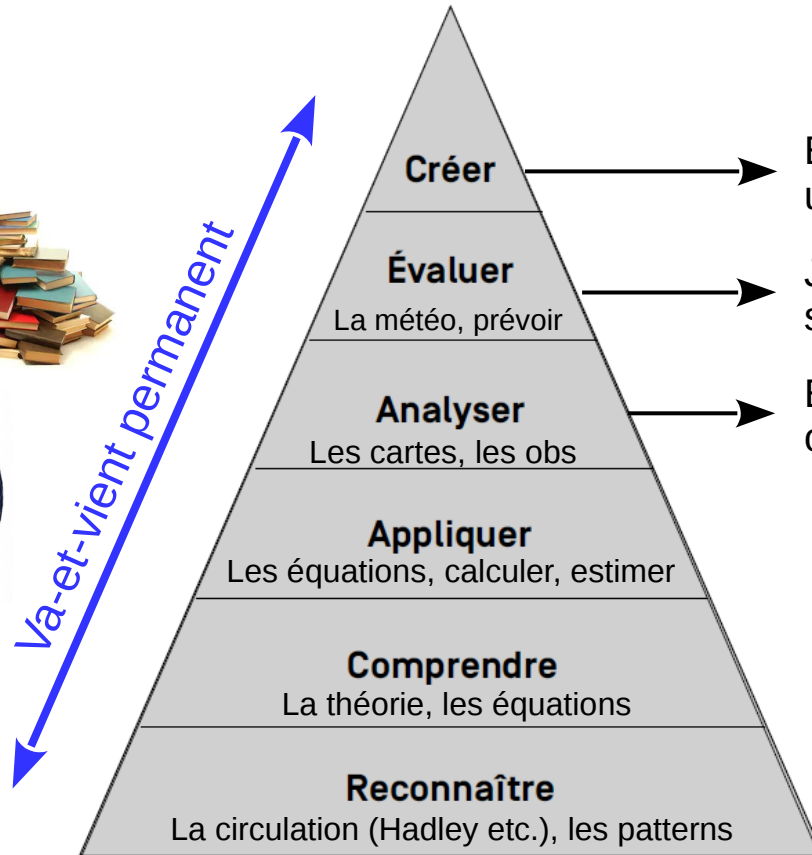 Va-et-vient permanent
Créer
Évaluer
La météo, prévoir
Analyser
Les cartes, les obs
Appliquer
Les équations, calculer, estimer
Comprendre
La théorie, les équations
Reconnaître
La circulation (Hadley etc.), les patterns